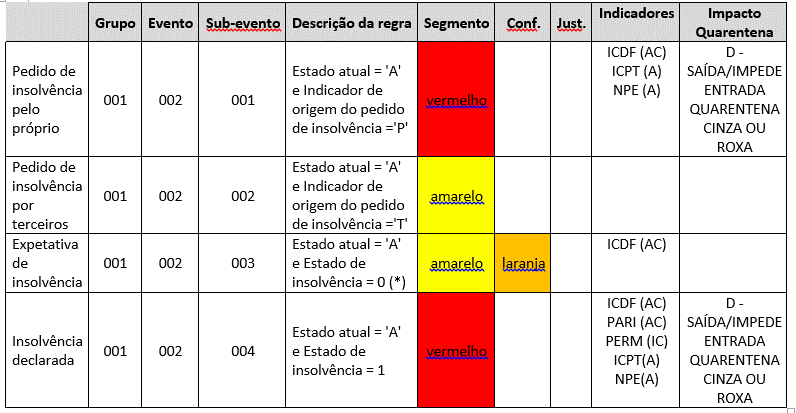 Grupo Evento Sub-evento Descrição da regra Segmento Conf. Just. Indicadores Impacto
Quarentena
Pedido de
insolvência
pelo
próprio
001 002 001
Estado atual = 'A'
e Indicador de
origem do pedido
de insolvência ='P'
vermelho
ICDF (AC)
ICPT (A)
NPE (A)
D -
SAÍDA/IMPEDE
ENTRADA
QUARENTENA
CINZA OU
ROXA
Pedido de
insolvência
por
terceiros
001 002 002
Estado atual = 'A'
e Indicador de
origem do pedido
de insolvência ='T'
amarelo
Expetativa
de
insolvência
001 002 003
Estado atual = 'A'
e Estado de
insolvência = 0 (*)
amarelo
laranja
ICDF (AC)
Insolvência
declarada
001 002 004
Estado atual = 'A'
e Estado de
insolvência = 1
vermelho
ICDF (AC)
PARI (AC)
PERM (IC)
ICPT(A)
NPE(A)
D -
SAÍDA/IMPEDE
ENTRADA
QUARENTENA
CINZA OU
ROXA